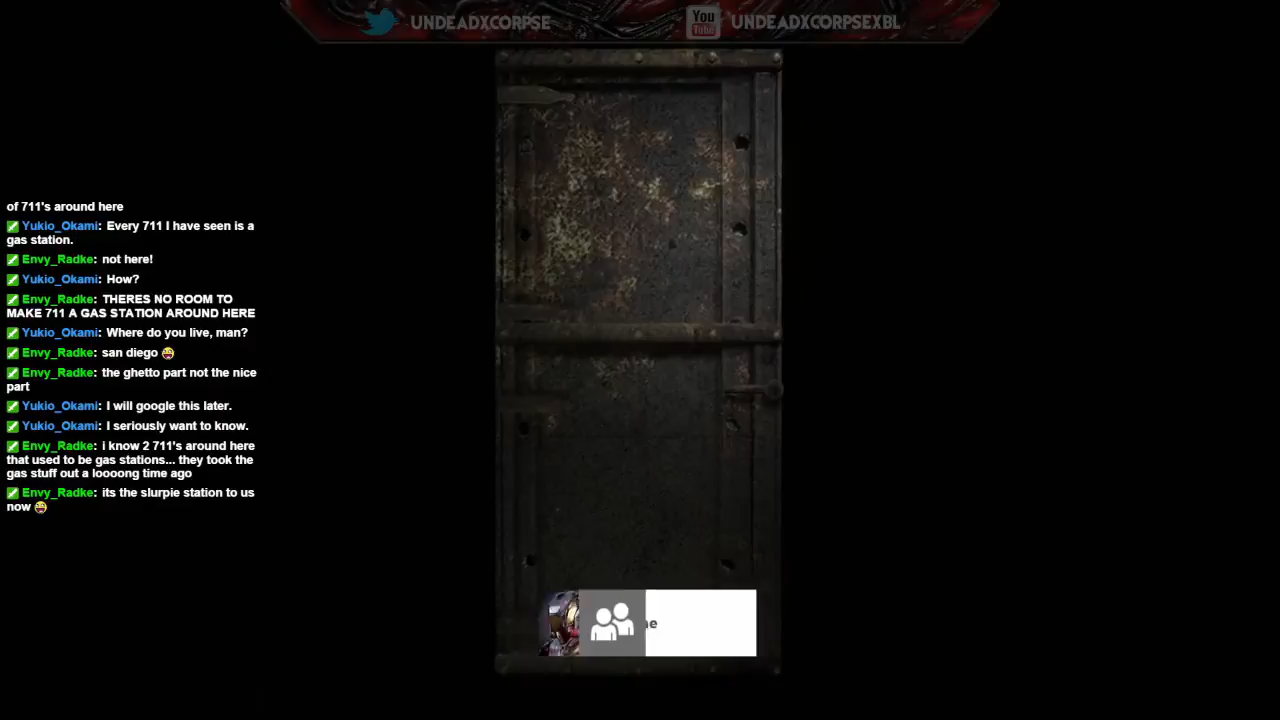 UNDEADXCORPSE
You Tube UNDEADXCORPSEXBL
of 711's around here
Yukio_Okami: Every 711 I have seen is a
gas station.
Envy_Radke: not here!
Yukio_Okami: How?
Envy_Radke: THERES NO ROOM TO
MAKE 711 A GAS STATION AROUND HERE
Yukio_Okami: Where do you live, man?
Envy_Radke: san diego
Envy_Radke: the ghetto part not the nice
part
Yukio_Okami: I will google this later.
Yukio_Okami: I seriously want to know.
Envy_Radke: i know 2 711's around here
that used to be gas stations... they took the
gas stuff out a loooong time ago
Envy_Radke: its the slurpie station to us
now